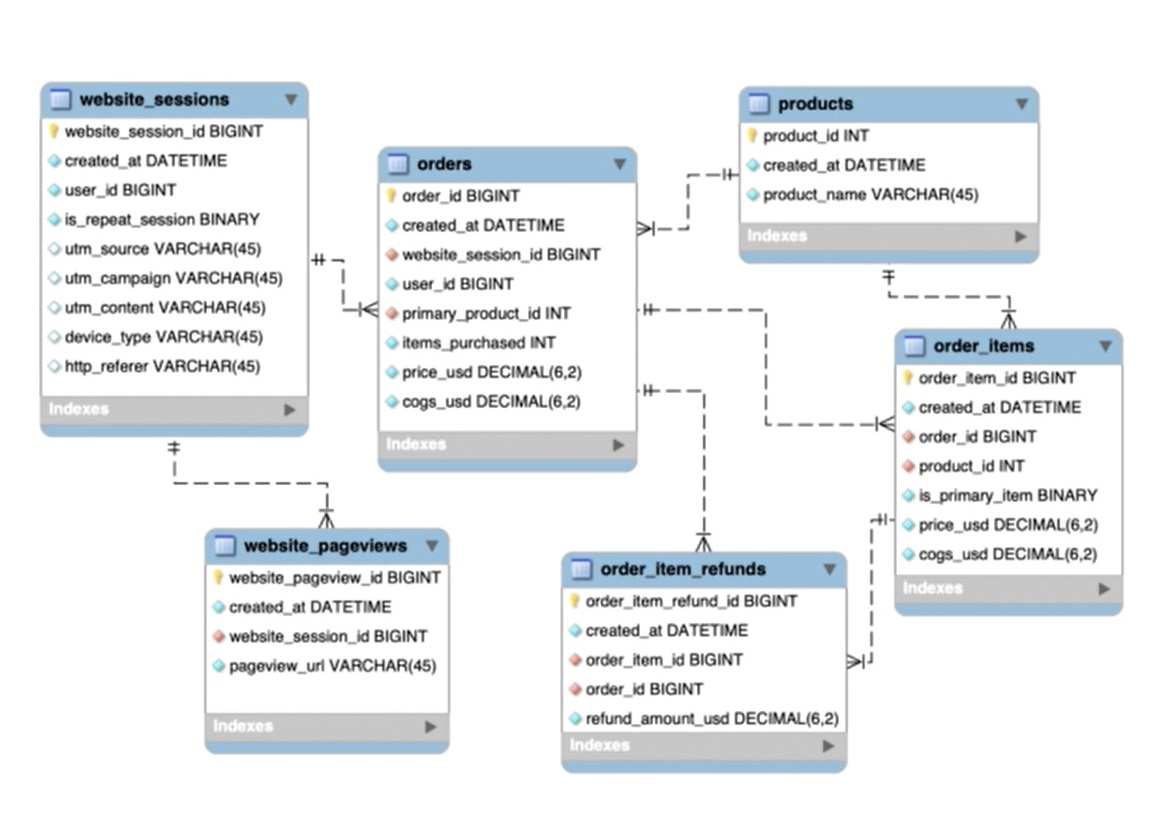 website_sessions
website_session_id BIGINT
created_at DATETIME
user_id BIGINT
is_repeat_session BINARY
utm_source VARCHAR(45)
utm_campaign VARCHAR(45)
utm_content VARCHAR(45)
device_type VARCHAR(45)
http_referer VARCHAR(45)
Indexes
orders
order_id BIGINT
created_at DATETIME
website_session_id BIGINT
user_id BIGINT
primary_product_id INT
items_purchased INT
price_usd DECIMAL(6,2)
cogs_usd DECIMAL(6,2)
Indexes
products
product_id INT
created_at DATETIME
product_name VARCHAR(45)
Indexes
order_items
order_item_id BIGINT
created_at DATETIME
order_id BIGINT
product_id INT
is_primary_item BINARY
price_usd DECIMAL(6,2)
cogs_usd DECIMAL(6,2)
Indexes
website_pageviews
website_pageview_id BIGINT
created_at DATETIME
website_session_id BIGINT
pageview_url VARCHAR(45)
Indexes
order_item_refunds
order_item_refund_id BIGINT
created_at DATETIME
order_item_id BIGINT
order_id BIGINT
refund_amount_usd DECIMAL(6,2)
Indexes